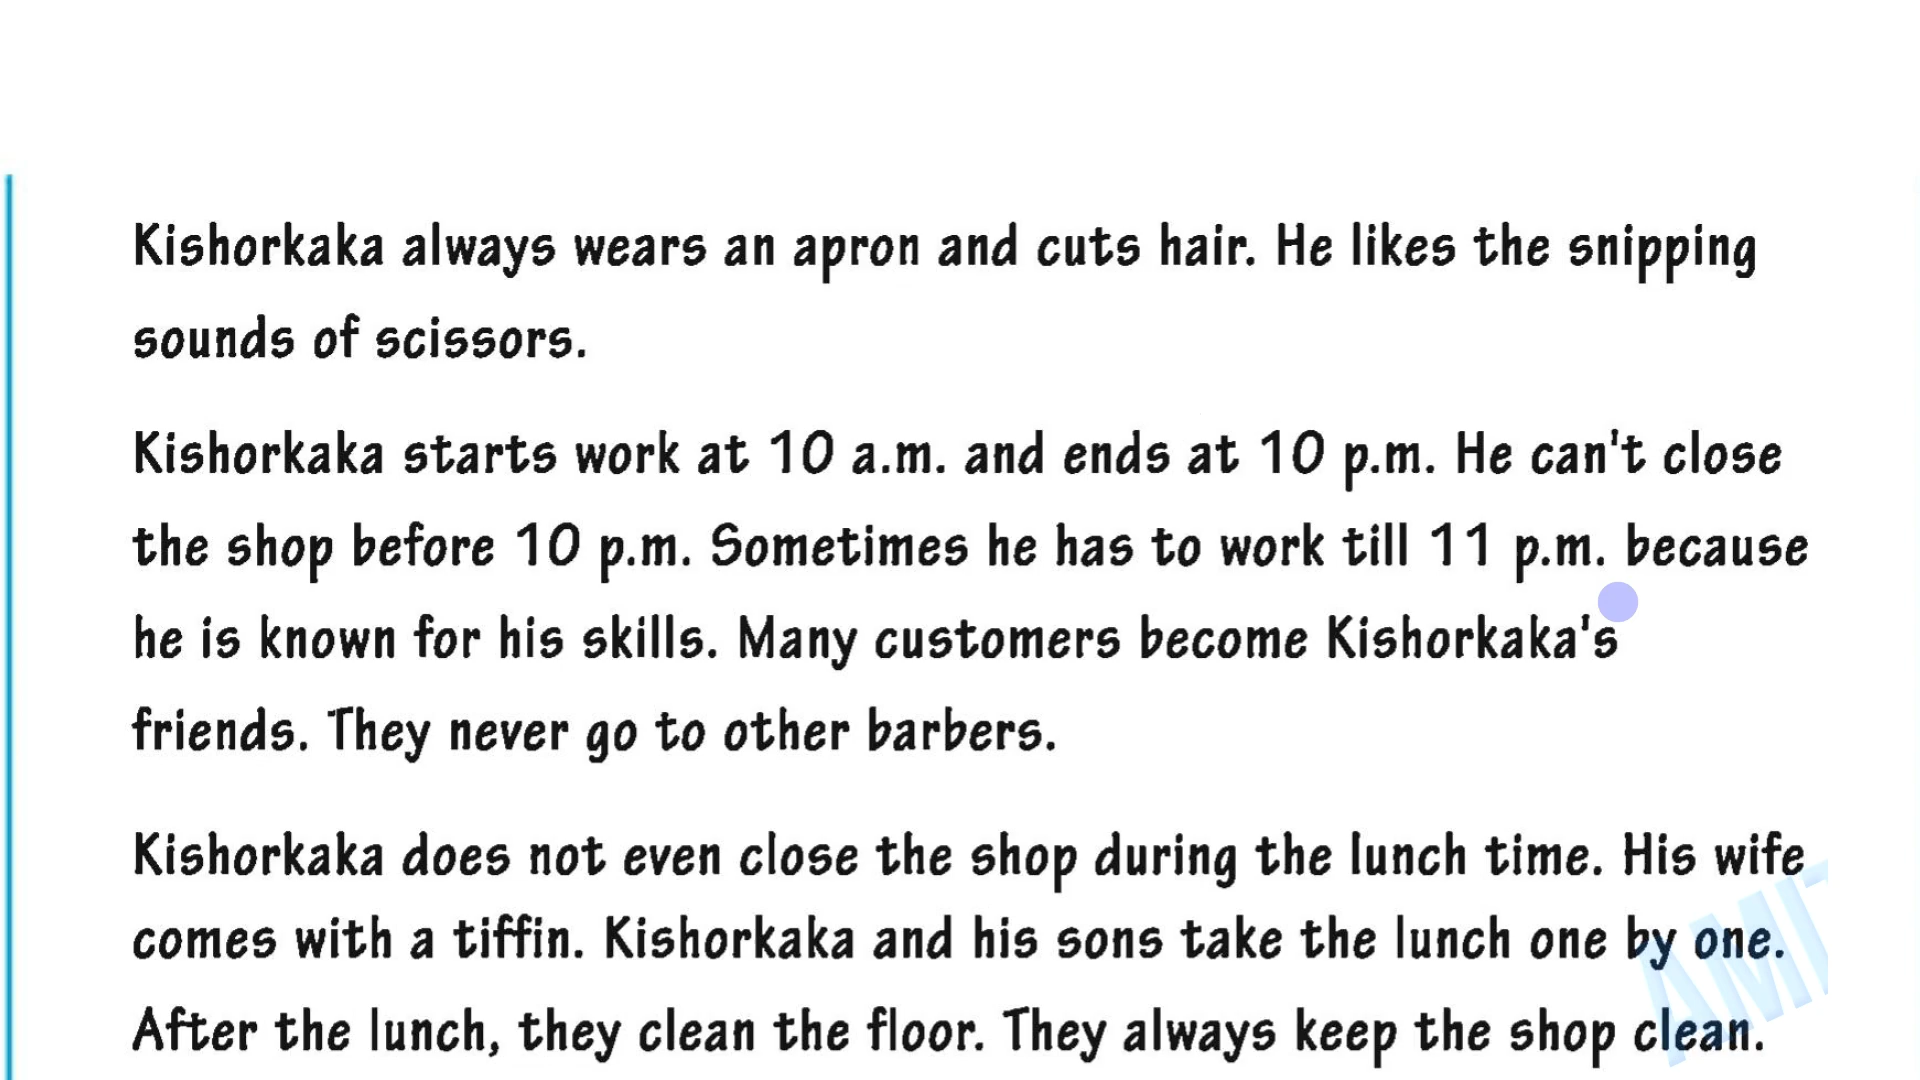 Kishorkaka always wears an apron and cuts hair. He likes the snipping
sounds of scissors.
Kishorkaka starts work at 10 a.m. and ends at 10 p.m. He can't close
the shop before 10 p.m. Sometimes he has to work till 11 p.m. because
he is known for his skills. Many customers become Kishorkaka's
friends. They never go to other barbers.
Kishorkaka does not even close the shop during the lunch time. His wife
comes with a tiffin. Kishorkaka and his sons take the lunch one by one.
After the lunch, they clean the floor. They always keep the shop clean.